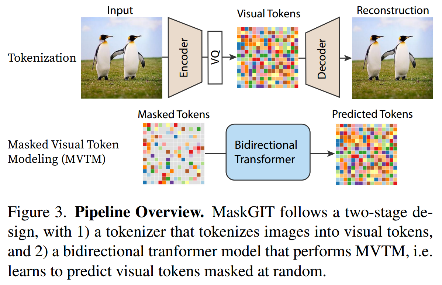 Input
Visual Tokens
Reconstruction
Tokenization
Encoder
VQ
Decoder
Masked Tokens
Predicted Tokens
Masked Visual Token
Modeling (MVTM)
Bidirectional
Transformer
Figure 3. Pipeline Overview. MaskGIT follows a two-stage de-
sign, with 1) a tokenizer that tokenizes images into visual tokens,
and 2) a bidirectional tranformer model that performs MVTM, i.e.
learns to predict visual tokens masked at random.